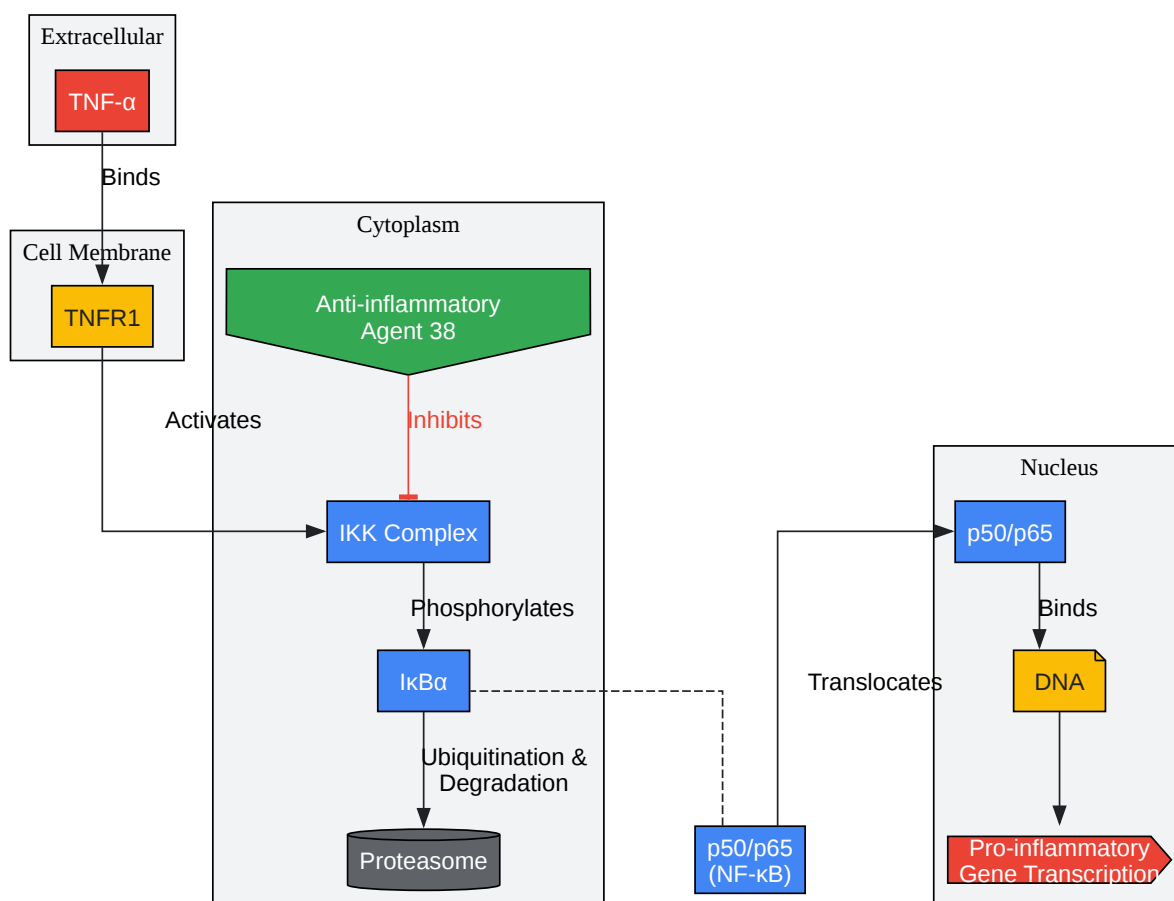 Extracellular
TNF-α
Binds
Cell Membrane
TNFR1
Activates
Cytoplasm
Anti-inflammatory
Agent 38
Inhibits
IKK Complex
Phosphorylates
IκBα
Ubiquitination &
Degradation
Proteasome
p50/p65
(NF-κB)
Translocates
Nucleus
p50/p65
Binds
DNA
Pro-inflammatory
Gene Transcription